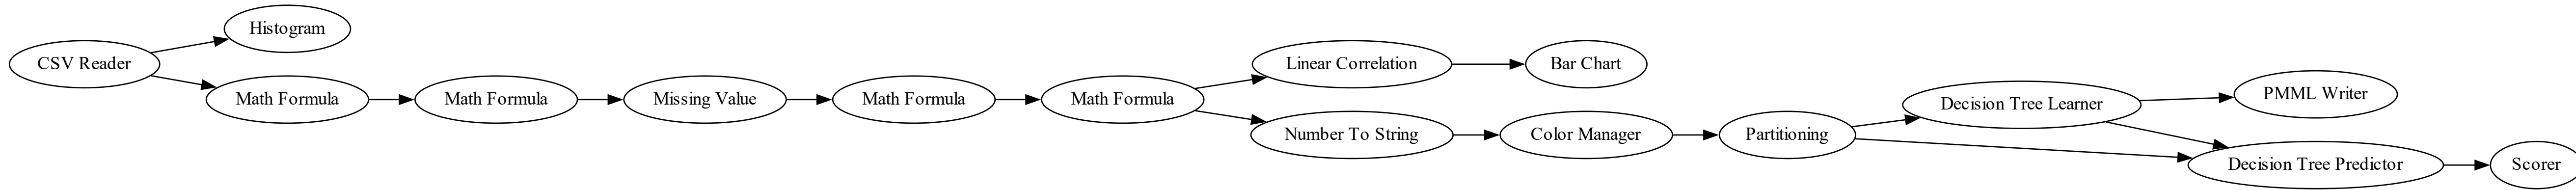 CSV Reader
Histogram
Math Formula
Math Formula
Missing Value
Math Formula
Math Formula
Linear Correlation
Bar Chart
Number To String
Color Manager
Partitioning
Decision Tree Learner
PMML Writer
Decision Tree Predictor
Scorer